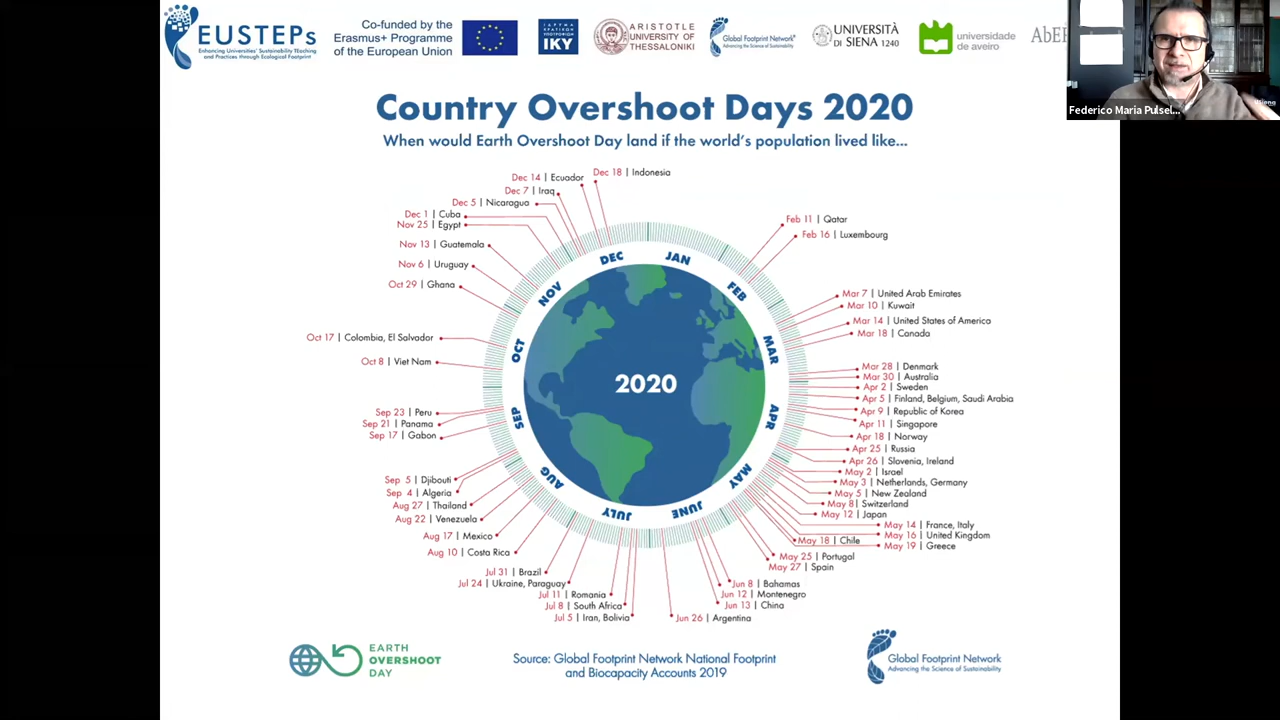 EUSTEPs
Enhancing Universities' Sustainability TEaching
and Practices through Ecological Footprint
Co-funded by the
Erasmus+ Programme
of the European Union
IKY
ARISTOTLE
UNIVERSITY OF
THESSALONIKI
Global Footprint Network
Advancing the Science of Sustainability
UNIVERSITÀ
DI SIENA 1240
universidade
de aveiro
AbER
Federico Maria Pulsel...
Country Overshoot Days 2020
When would Earth Overshoot Day land if the world's population lived like...
Dec 14 | Ecuador
Dec 18 | Indonesia
Dec 7 | Iraq
Dec 5 | Nicaragua
Dec 1 | Cuba
Nov 25 | Egypt
Nov 13 | Guatemala
Nov 6 | Uruguay
Oct 29 | Ghana
Oct 17 | Colombia, El Salvador
Oct 8 | Viet Nam
Sep 23 | Peru
Sep 21 | Panama
Sep 17 | Gabon
Sep 5 | Djibouti
Sep 4 | Algeria
Aug 27 | Thailand
Aug 22 | Venezuela
Aug 17 | Mexico
Aug 10 | Costa Rica
Jul 31 | Brazil
Jul 24 | Ukraine, Paraguay
Jul 11 | Romania
Jul 8 | South Africa
Jul 5 | Iran, Bolivia
Feb 11 | Qatar
Feb 16 | Luxembourg
Mar 7 | United Arab Emirates
Mar 10 | Kuwait
Mar 14 | United States of America
Mar 18 | Canada
Mar 28 | Denmark
Mar 30 | Australia
Apr 2 | Sweden
Apr 5 | Finland, Belgium, Saudi Arabia
Apr 9 | Republic of Korea
Apr 11 | Singapore
Apr 18 | Norway
Apr 25 | Russia
Apr 26 | Slovenia, Ireland
May 2 | Israel
May 3 | Netherlands, Germany
May 5 | New Zealand
May 8 | Switzerland
May 12 | Japan
May 14 | France, Italy
May 16 | United Kingdom
May 18 | Chile
May 19 | Greece
May 25 | Portugal
May 27 | Spain
Jun 8 | Bahamas
Jun 12 | Montenegro
Jun 13 | China
Jun 26 | Argentina
JAN
FEB
MAR
APR
MAY
JUNE
JULY
AUG
SEP
OCT
NOV
DEC
2020
EARTH
OVERSHOOT
DAY
Source: Global Footprint Network National Footprint
and Biocapacity Accounts 2019
Global Footprint Network
Advancing the Science of Sustainability